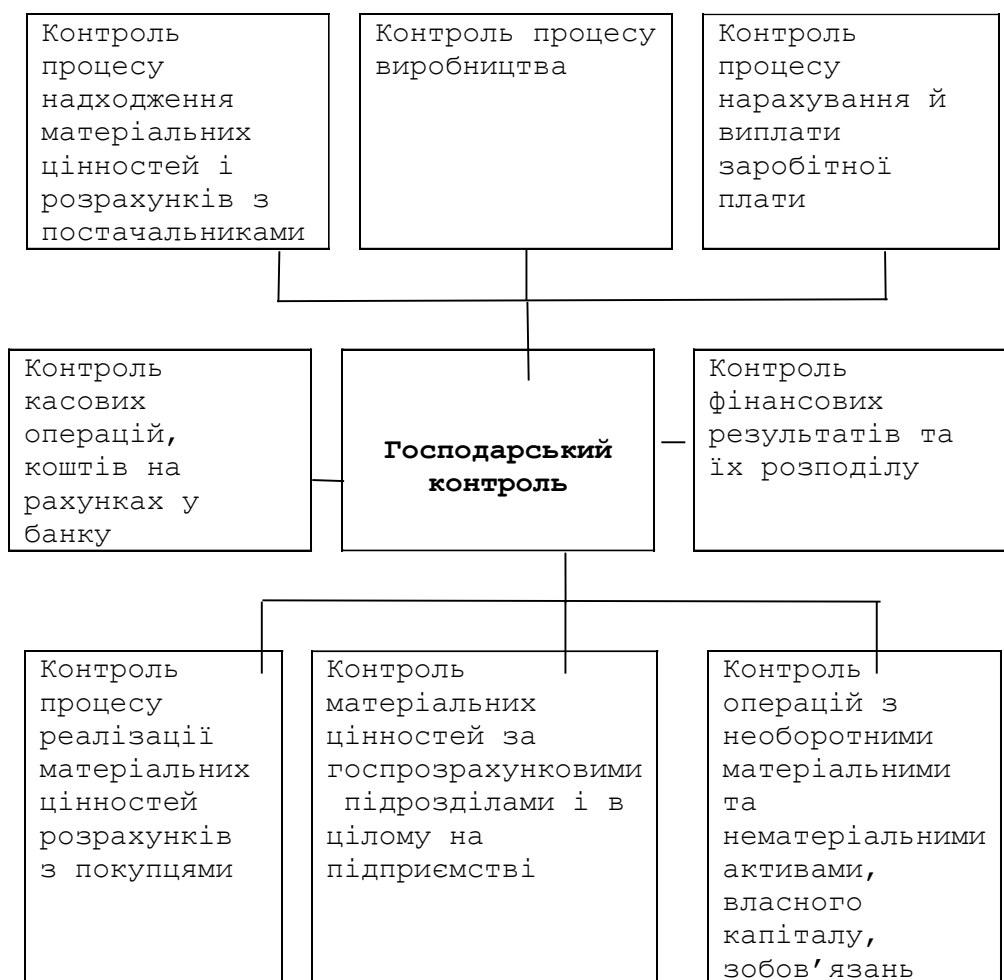 Контроль
процесу
надходження
матеріальних
цінностей і
розрахунків з
постачальниками
Контроль процесу
виробництва
Контроль
процесу
нарахування й
виплати
заробітної
плати
Контроль
касових
операцій,
коштів на
рахунках у
банку
Господарський
контроль
Контроль
фінансових
результатів та
їх розподілу
Контроль
процесу
реалізації
матеріальних
цінностей
розрахунків
з покупцями
Контроль
матеріальних
цінностей за
госпрозрахунковими
підрозділами і в
цілому на
підприємстві
Контроль
операцій з
необоротними
матеріальними
та
нематеріальними
активами,
власного
капіталу,
зобов’язань